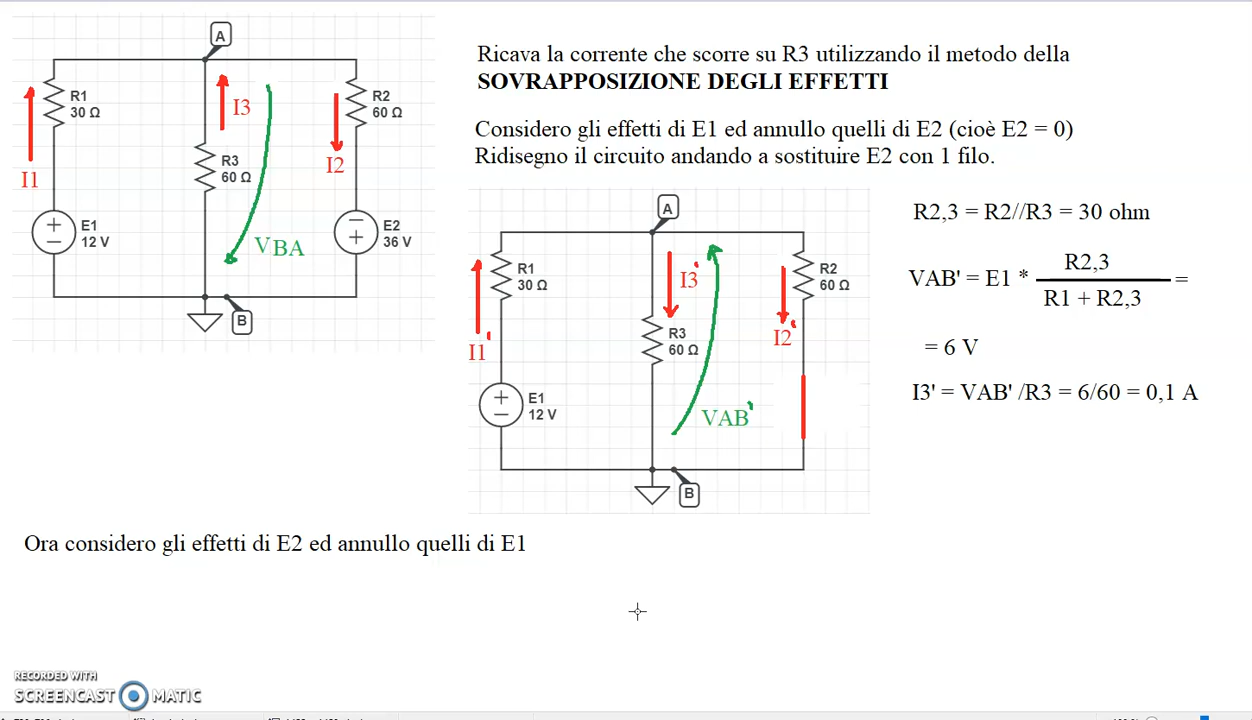 A
R1
30 Ω
I3
R2
60 Ω
R3
60 Ω
I2
I1
E1
12 V
VBA
E2
36 V
B
Ricava la corrente che scorre su R3 utilizzando il metodo della
SOVRAPPOSIZIONE DEGLI EFFETTI
Considero gli effetti di E1 ed annullo quelli di E2 (cioè E2 = 0)
Ridisegno il circuito andando a sostituire E2 con 1 filo.
A
R1
30 Ω
I3'
R2
60 Ω
R3
60 Ω
I2'
I1'
E1
12 V
VAB'
B
R2,3 = R2//R3 = 30 ohm
VAB' = E1 * R2,3 =
R1 + R2,3
= 6 V
I3' = VAB' /R3 = 6/60 = 0,1 A
Ora considero gli effetti di E2 ed annullo quelli di E1
RECORDED WITH
SCREENCAST MATIC